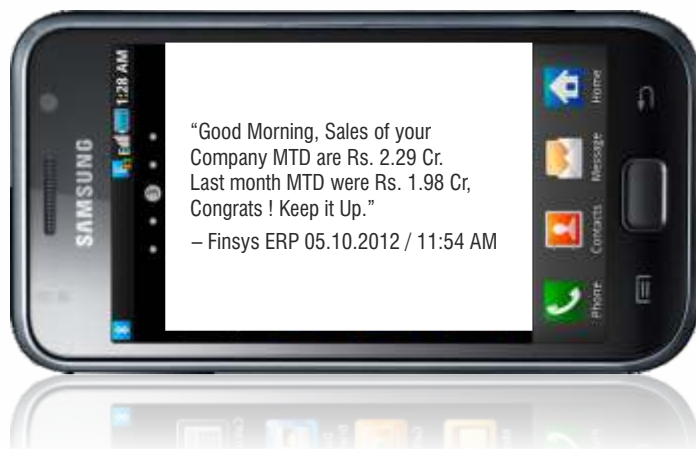 SAMSUNG
1:28 AM
“Good Morning, Sales of your
Company MTD are Rs. 2.29 Cr.
Last month MTD were Rs. 1.98 Cr,
Congrats ! Keep it Up.”
– Finsys ERP 05.10.2012 / 11:54 AM
Home
Message
Contacts
Phone